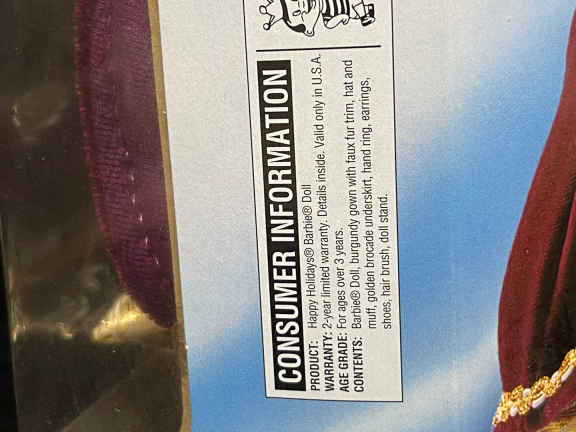 CONSUMER INFORMATION
PRODUCT: Happy Holidays® Barbie® Doll
WARRANTY: 2-year limited warranty. Details inside. Valid only in U.S.A.
AGE GRADE: For ages over 3 years.
CONTENTS: Barbie® Doll, burgundy gown with faux fur trim, hat and
muff, golden brocade underskirt, hand ring, earrings,
shoes, hair brush, doll stand.